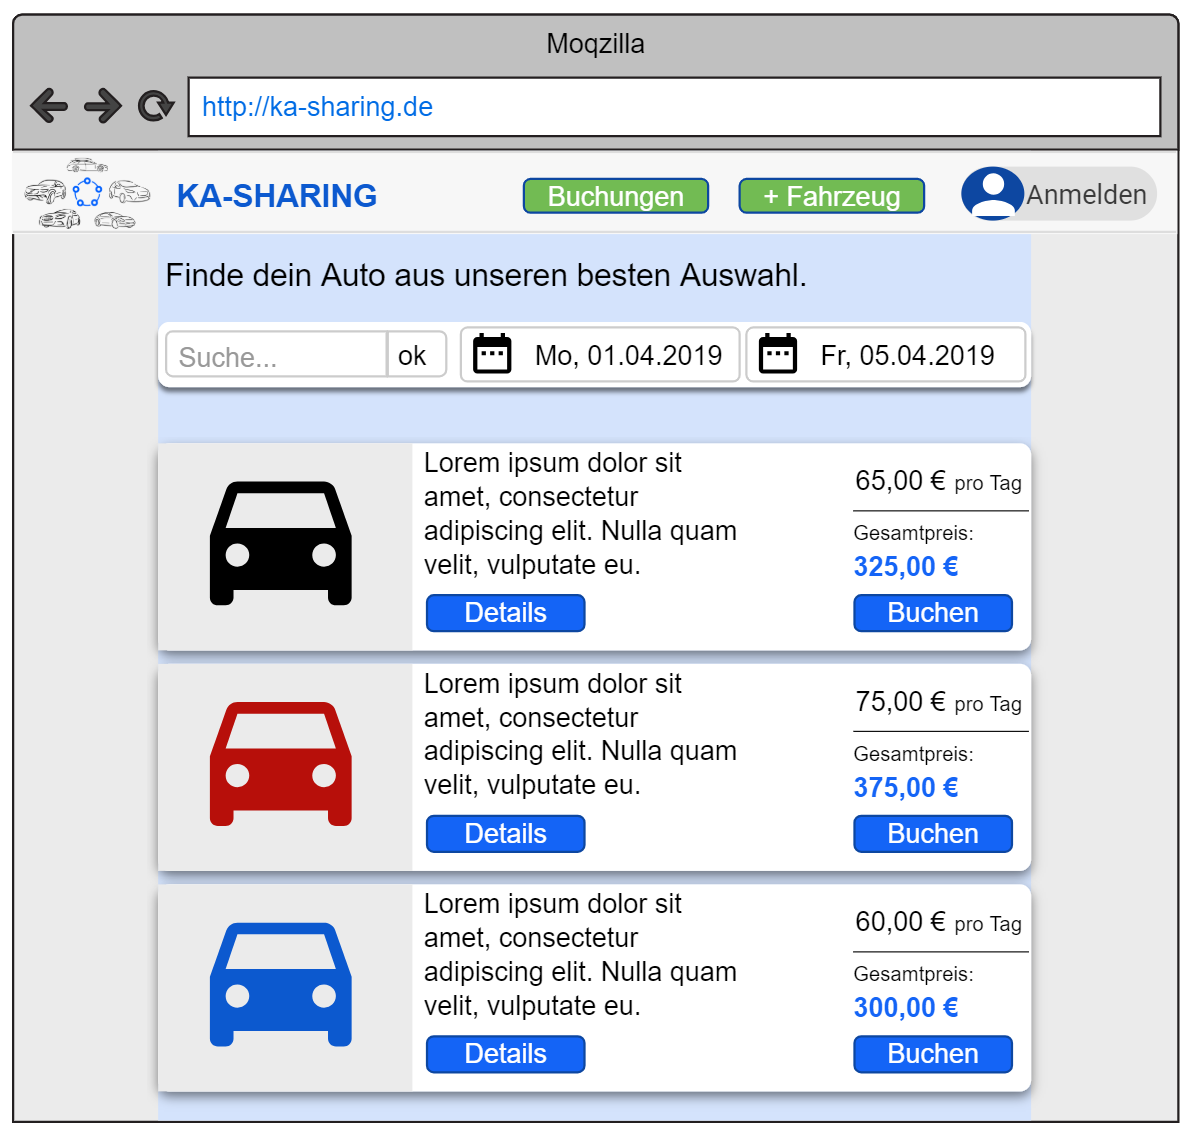 Moqzilla
http://ka-sharing.de
KA-SHARING
Buchungen
+ Fahrzeug
Anmelden
Finde dein Auto aus unseren besten Auswahl.
Suche...
ok
Mo, 01.04.2019
Fr, 05.04.2019
Lorem ipsum dolor sit
amet, consectetur
adipiscing elit. Nulla quam
velit, vulputate eu.
Details
65,00 € pro Tag
Gesamtpreis:
325,00 €
Buchen
Lorem ipsum dolor sit
amet, consectetur
adipiscing elit. Nulla quam
velit, vulputate eu.
Details
75,00 € pro Tag
Gesamtpreis:
375,00 €
Buchen
Lorem ipsum dolor sit
amet, consectetur
adipiscing elit. Nulla quam
velit, vulputate eu.
Details
60,00 € pro Tag
Gesamtpreis:
300,00 €
Buchen